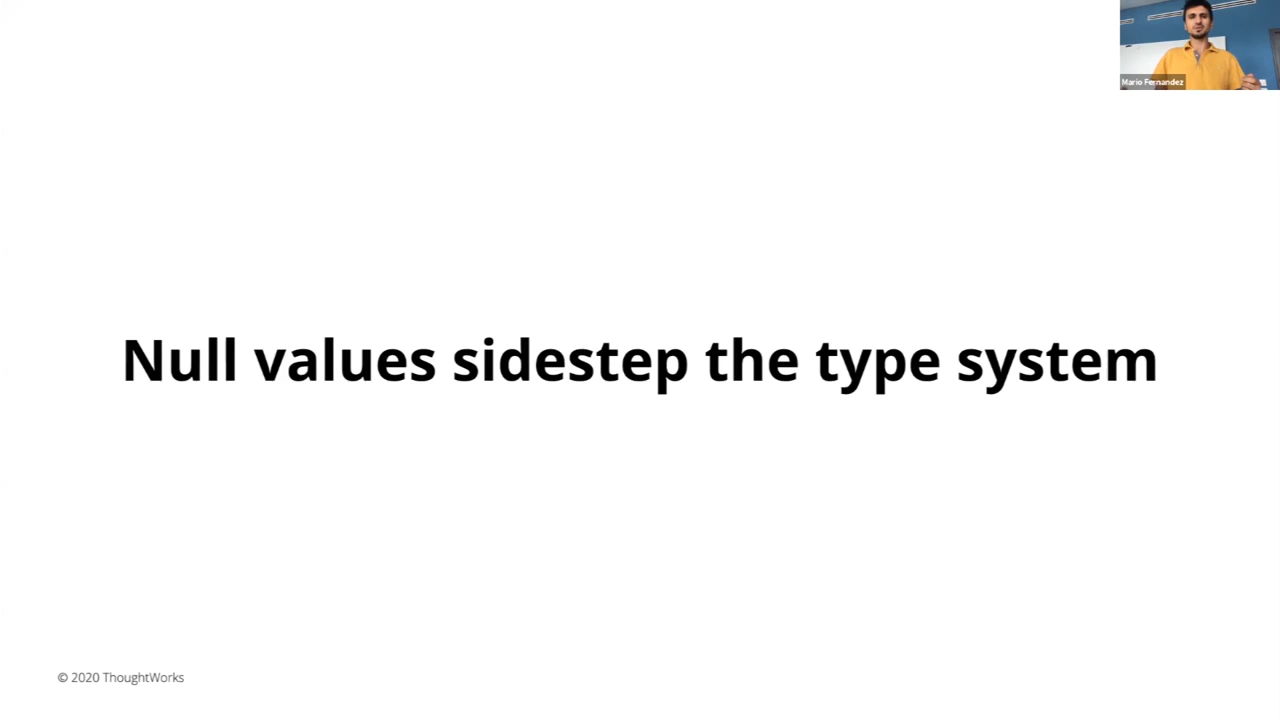 Mario Fernandez
Null values sidestep the type system
© 2020 ThoughtWorks